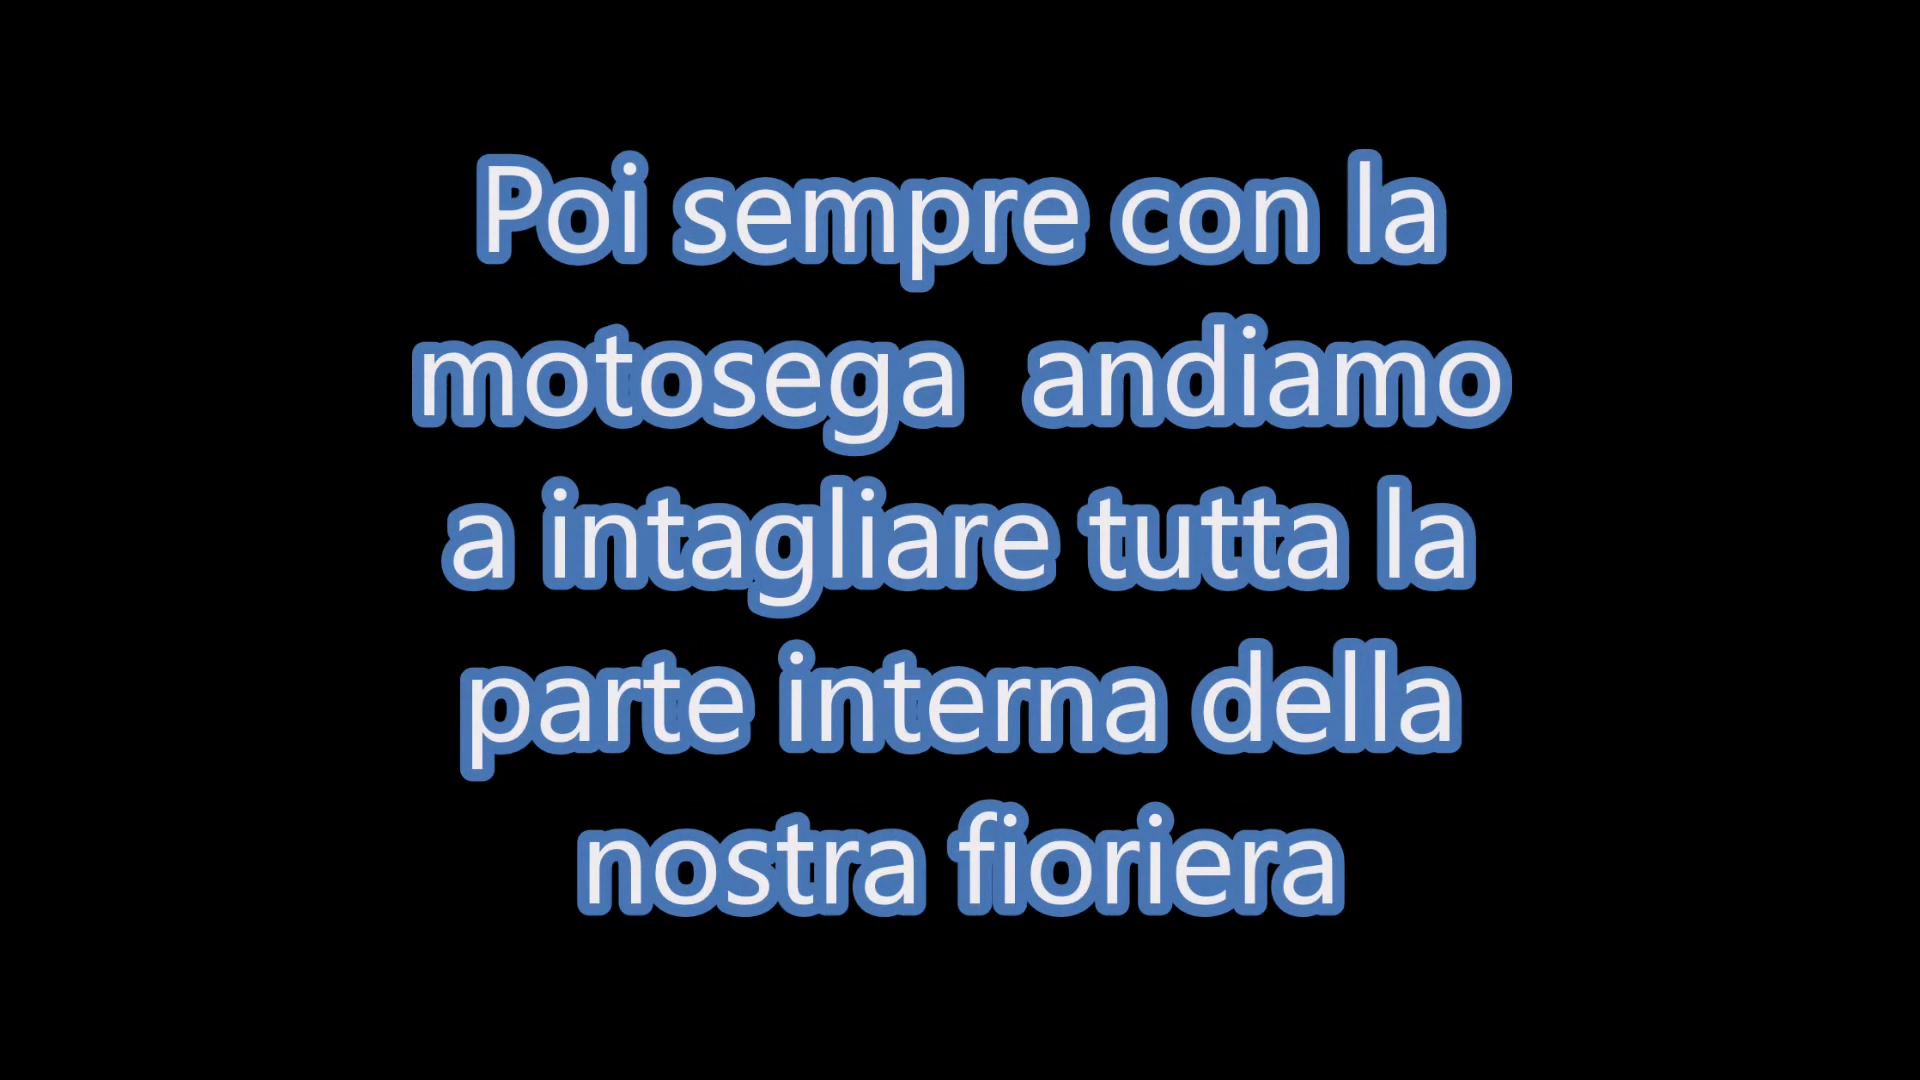 Poi sempre con la
motosega  andiamo
a intagliare tutta la
parte interna della
nostra fioriera